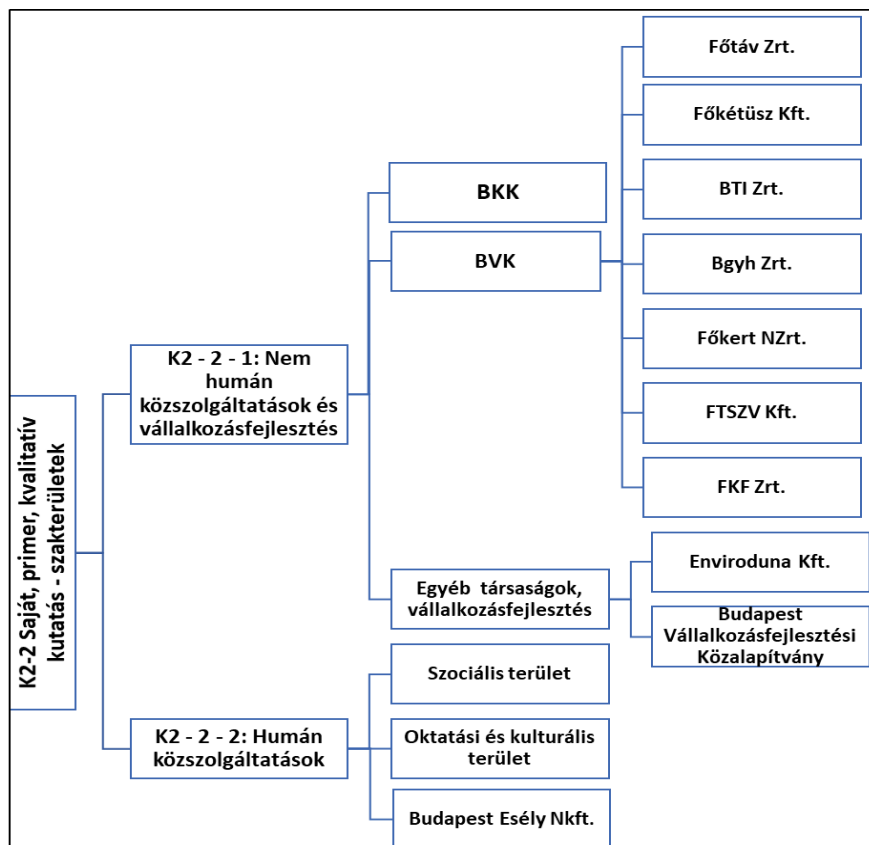 K2-2 Saját, primer, kvalitatív
kutatás - szakterületek
K2 - 2 - 1: Nem
humán
közszolgáltatások és
vállalkozásfejlesztés
BKK
BVK
Főtáv Zrt.
Főkétüsz Kft.
BTI Zrt.
Bgyh Zrt.
Főkert NZrt.
FTSZV Kft.
FKF Zrt.
Egyéb társaságok,
vállalkozásfejlesztés
Enviroduna Kft.
Budapest
Vállalkozásfejlesztési
Közalapítvány
K2 - 2 - 2: Humán
közszolgáltatások
Szociális terület
Oktatási és kulturális
terület
Budapest Esély Nkft.